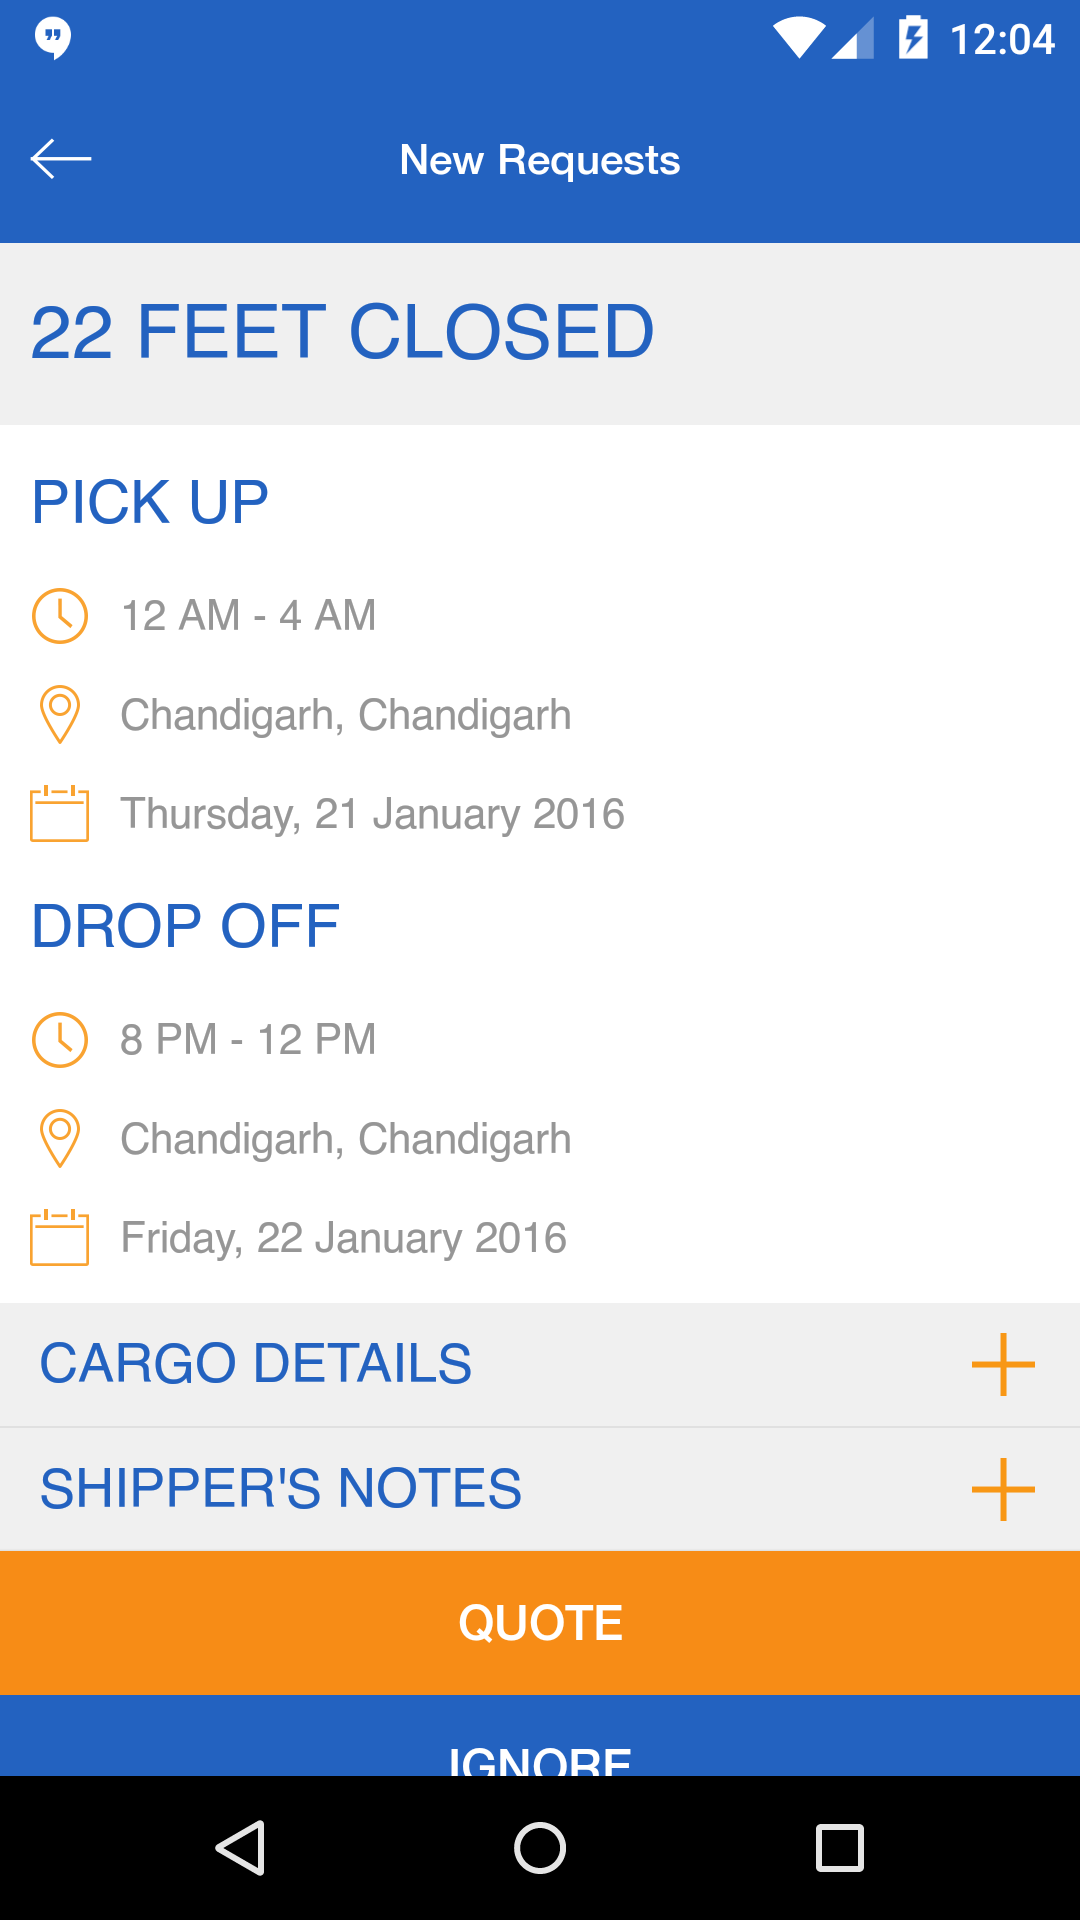 12:04
New Requests
22 FEET CLOSED
PICK UP
12 AM - 4 AM
Chandigarh, Chandigarh
Thursday, 21 January 2016
DROP OFF
8 PM - 12 PM
Chandigarh, Chandigarh
Friday, 22 January 2016
CARGO DETAILS
SHIPPER'S NOTES
QUOTE
IGNORE